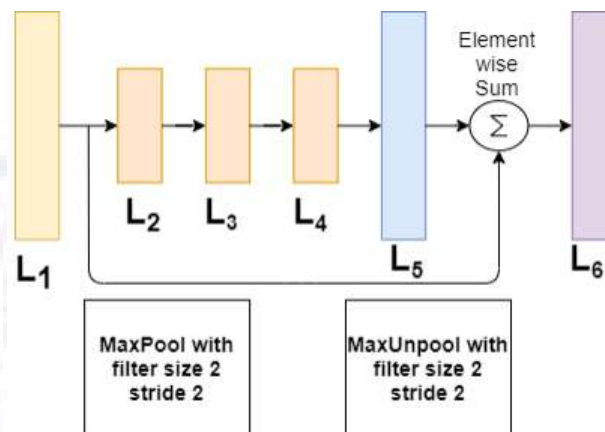 Element
wise
Sum
Σ
L₁
L₂
L₃
L₄
L₅
L₆
MaxPool with
filter size 2
stride 2
MaxUnpool with
filter size 2
stride 2